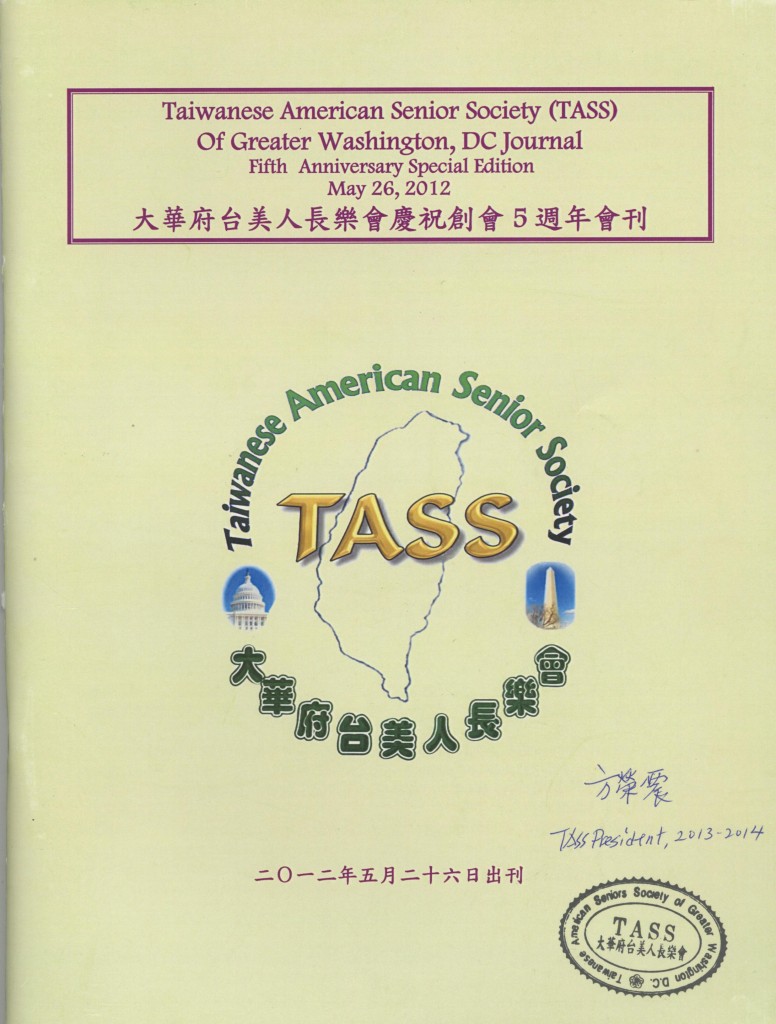 Taiwanese American Senior Society (TASS)
Of Greater Washington, DC Journal
Fifth Anniversary Special Edition
May 26, 2012
大華府台美人長樂會慶祝創會5週年會刊
Taiwanese American Senior Society
TASS
大華府台美人長樂會
方榮震
TASS President, 2013-2014
二〇一二年五月二十六日出刊
Taiwanese American Seniors Society of Greater Washington D.C.
TASS
大華府台美人長樂會